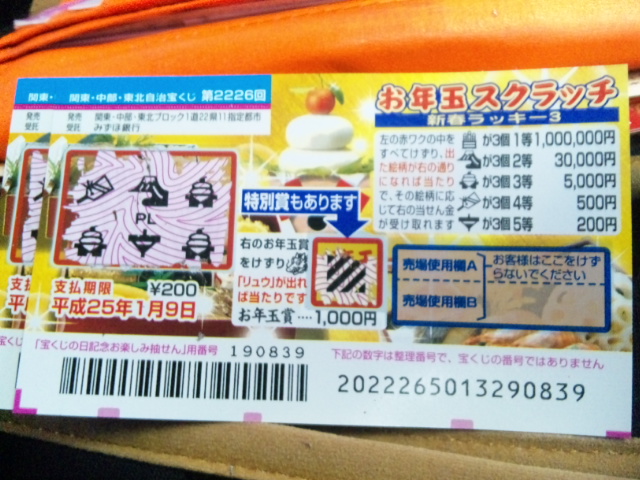 関東・
関東・中部・東北自治宝くじ 第2226回
発売
受託
発売
受託
関東・中部・東北ブロック1道22県11指定都市
みずほ銀行
PL
支払期限
¥200
平成25年1月9日
特別賞もあります
右のお年玉賞
をけずり
「リュウ」が出れ
ば当たりです
お年玉賞‥‥1,000円
お年玉スクラッチ
新春ラッキー3
左の赤ワクの中を
すべてけずり、出
た絵柄が右の通り
になれば当たり
で、その絵柄に応
じて右の当せん金
が受け取れます
が3個 1等 1,000,000円
が3個 2等 30,000円
が3個 3等 5,000円
が3個 4等 500円
が3個 5等 200円
売場使用欄A
売場使用欄B
お客様はここをけず
らないでください
「宝くじの日記念お楽しみ抽せん」用番号 190839
下記の数字は整理番号で、宝くじの番号ではありません
20222265013290839